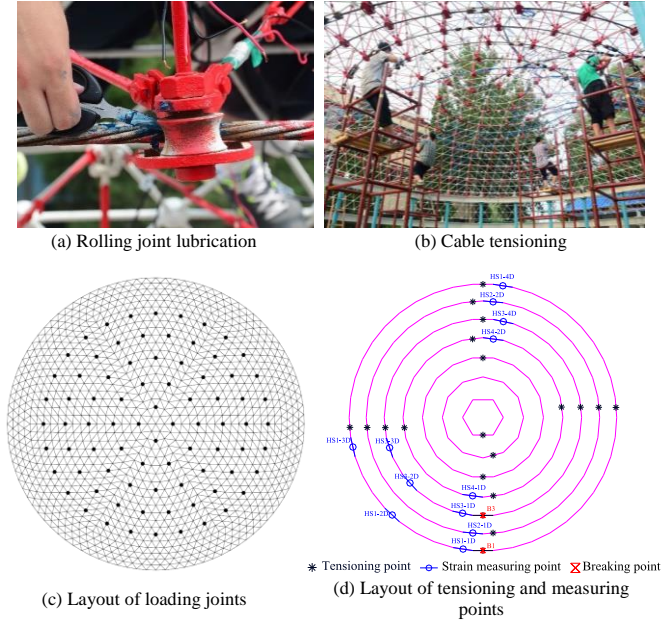 (a) Rolling joint lubrication
(b) Cable tensioning
HS1-4D
HS2-2D
HS3-4D
HS4-2D
HS1-3D
HS3-3D
HS3-2D
HS1-2D
HS4-1D
HS3-1D
B3
HS2-1D
HS1-1D
B1
Tensioning point
Strain measuring point
Breaking point
(c) Layout of loading joints
(d) Layout of tensioning and measuring
points